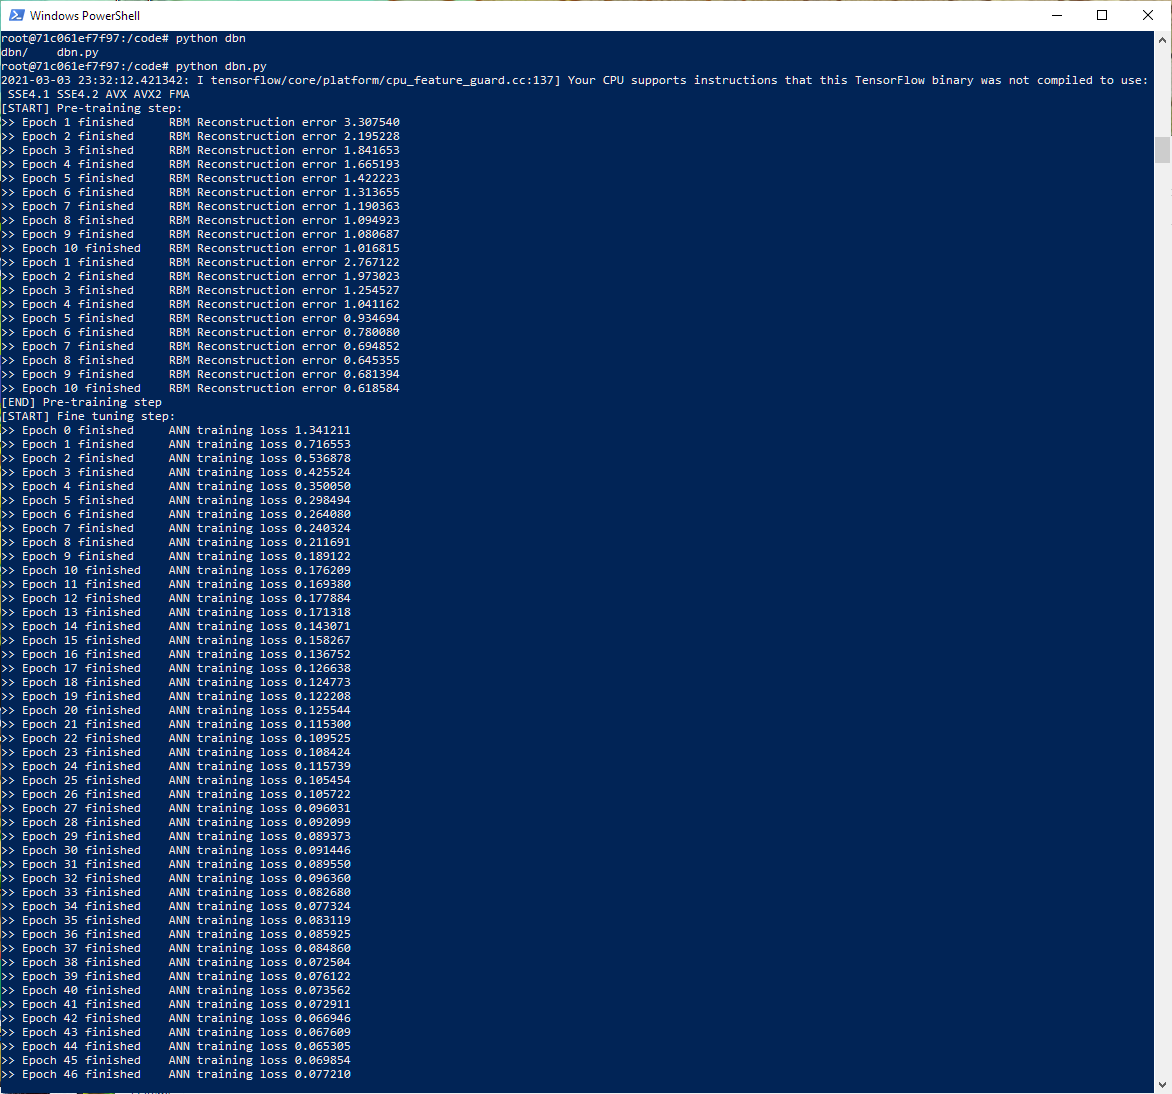 Windows PowerShell
root@71c061ef7f97:/code# python dbn
dbn/    dbn.py
root@71c061ef7f97:/code# python dbn.py
2021-03-03 23:32:12.421342: I tensorflow/core/platform/cpu_feature_guard.cc:137] Your CPU supports instructions that this TensorFlow binary was not compiled to use:
 SSE4.1 SSE4.2 AVX AVX2 FMA
[START] Pre-training step:
>> Epoch 1 finished     RBM Reconstruction error 3.307540
>> Epoch 2 finished     RBM Reconstruction error 2.195228
>> Epoch 3 finished     RBM Reconstruction error 1.841653
>> Epoch 4 finished     RBM Reconstruction error 1.665193
>> Epoch 5 finished     RBM Reconstruction error 1.422223
>> Epoch 6 finished     RBM Reconstruction error 1.313655
>> Epoch 7 finished     RBM Reconstruction error 1.190363
>> Epoch 8 finished     RBM Reconstruction error 1.094923
>> Epoch 9 finished     RBM Reconstruction error 1.080687
>> Epoch 10 finished    RBM Reconstruction error 1.016815
>> Epoch 1 finished     RBM Reconstruction error 2.767122
>> Epoch 2 finished     RBM Reconstruction error 1.973023
>> Epoch 3 finished     RBM Reconstruction error 1.254527
>> Epoch 4 finished     RBM Reconstruction error 1.041162
>> Epoch 5 finished     RBM Reconstruction error 0.934694
>> Epoch 6 finished     RBM Reconstruction error 0.780080
>> Epoch 7 finished     RBM Reconstruction error 0.694852
>> Epoch 8 finished     RBM Reconstruction error 0.645355
>> Epoch 9 finished     RBM Reconstruction error 0.681394
>> Epoch 10 finished    RBM Reconstruction error 0.618584
[END] Pre-training step
[START] Fine tuning step:
>> Epoch 0 finished     ANN training loss 1.341211
>> Epoch 1 finished     ANN training loss 0.716553
>> Epoch 2 finished     ANN training loss 0.536878
>> Epoch 3 finished     ANN training loss 0.425524
>> Epoch 4 finished     ANN training loss 0.350050
>> Epoch 5 finished     ANN training loss 0.298494
>> Epoch 6 finished     ANN training loss 0.264080
>> Epoch 7 finished     ANN training loss 0.240324
>> Epoch 8 finished     ANN training loss 0.211691
>> Epoch 9 finished     ANN training loss 0.189122
>> Epoch 10 finished    ANN training loss 0.176209
>> Epoch 11 finished    ANN training loss 0.169380
>> Epoch 12 finished    ANN training loss 0.177884
>> Epoch 13 finished    ANN training loss 0.171318
>> Epoch 14 finished    ANN training loss 0.143071
>> Epoch 15 finished    ANN training loss 0.158267
>> Epoch 16 finished    ANN training loss 0.136752
>> Epoch 17 finished    ANN training loss 0.126638
>> Epoch 18 finished    ANN training loss 0.124773
>> Epoch 19 finished    ANN training loss 0.122208
>> Epoch 20 finished    ANN training loss 0.125544
>> Epoch 21 finished    ANN training loss 0.115300
>> Epoch 22 finished    ANN training loss 0.109525
>> Epoch 23 finished    ANN training loss 0.108424
>> Epoch 24 finished    ANN training loss 0.115739
>> Epoch 25 finished    ANN training loss 0.105454
>> Epoch 26 finished    ANN training loss 0.105722
>> Epoch 27 finished    ANN training loss 0.096031
>> Epoch 28 finished    ANN training loss 0.092099
>> Epoch 29 finished    ANN training loss 0.089373
>> Epoch 30 finished    ANN training loss 0.091446
>> Epoch 31 finished    ANN training loss 0.089550
>> Epoch 32 finished    ANN training loss 0.096360
>> Epoch 33 finished    ANN training loss 0.082680
>> Epoch 34 finished    ANN training loss 0.077324
>> Epoch 35 finished    ANN training loss 0.083119
>> Epoch 36 finished    ANN training loss 0.085925
>> Epoch 37 finished    ANN training loss 0.084860
>> Epoch 38 finished    ANN training loss 0.072504
>> Epoch 39 finished    ANN training loss 0.076122
>> Epoch 40 finished    ANN training loss 0.073562
>> Epoch 41 finished    ANN training loss 0.072911
>> Epoch 42 finished    ANN training loss 0.066946
>> Epoch 43 finished    ANN training loss 0.067609
>> Epoch 44 finished    ANN training loss 0.065305
>> Epoch 45 finished    ANN training loss 0.069854
>> Epoch 46 finished    ANN training loss 0.077210